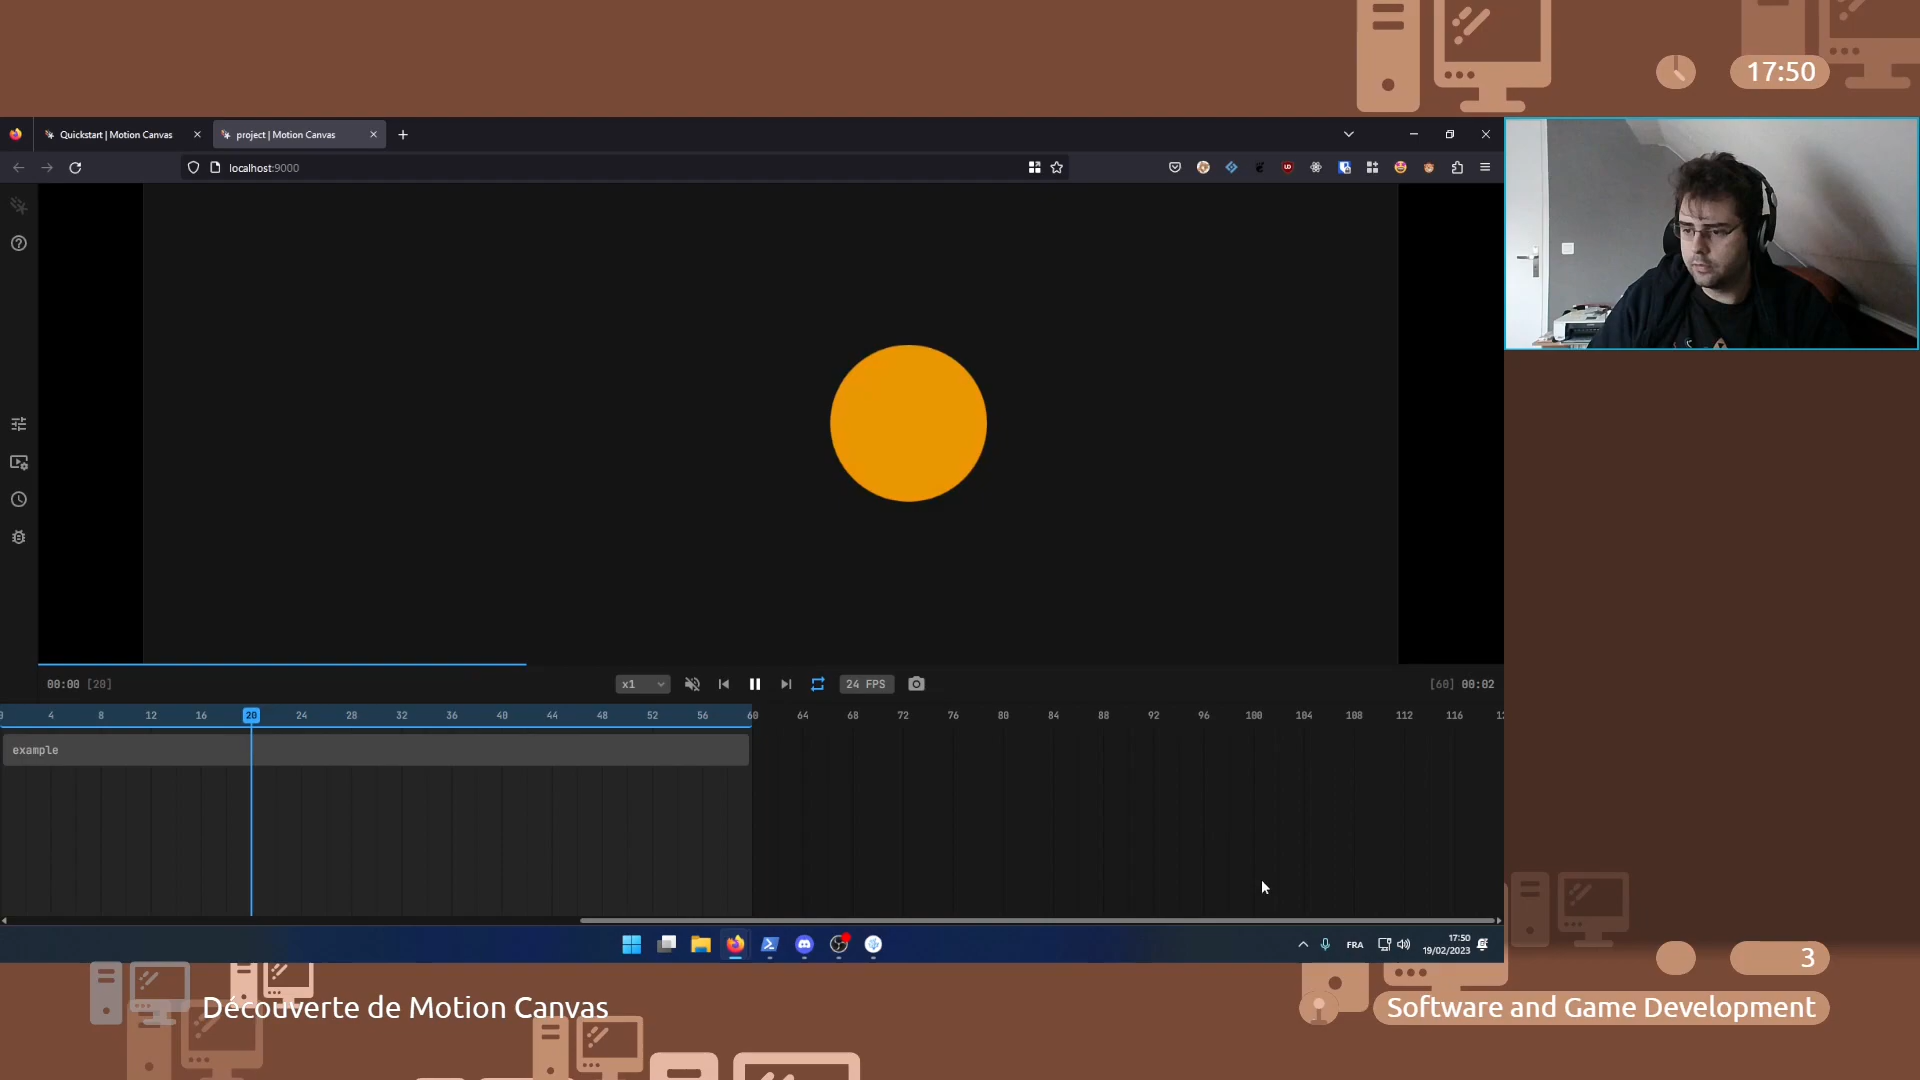 17:50
Quickstart | Motion Canvas
project | Motion Canvas
localhost:9000
00:00 [20]
x1
24 FPS
[60] 00:02
4 8 12 16 20 24 28 32 36 40 44 48 52 56 60 64 68 72 76 80 84 88 92 96 100 104 108 112 116
example
FRA
17:50
19/02/2023
3
Découverte de Motion Canvas
Software and Game Development